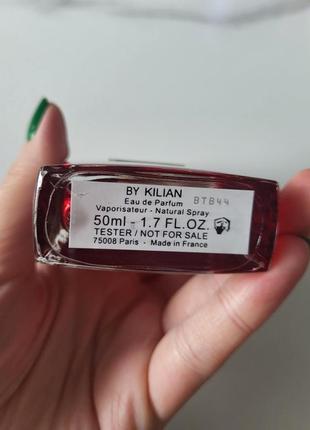 BY KILIAN
Eau de Parfum BTB44
Vaporisateur - Natural Spray
50ml - 1.7 FL.OZ.
TESTER / NOT FOR SALE
75008 Paris - Made in France